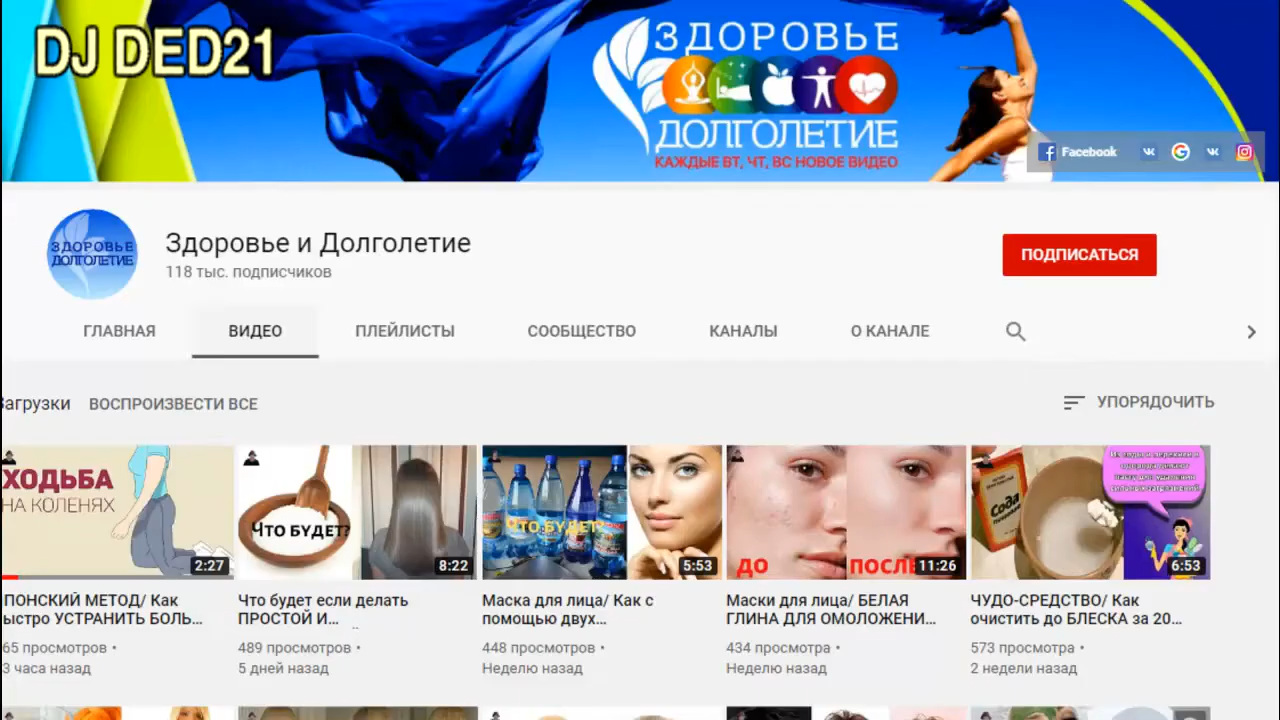 DJ DED21
ЗДОРОВЬЕ
ДОЛГОЛЕТИЕ
КАЖДЫЕ ВТ, ЧТ, ВС НОВОЕ ВИДЕО
Facebook
ЗДОРОВЬЕ
ДОЛГОЛЕТИЕ
Здоровье и Долголетие
118 тыс. подписчиков
ПОДПИСАТЬСЯ
ГЛАВНАЯ ВИДЕО ПЛЕЙЛИСТЫ СООБЩЕСТВО КАНАЛЫ О КАНАЛЕ
Загрузки ВОСПРОИЗВЕСТИ ВСЕ УПОРЯДОЧИТЬ
ХОДЬБА
НА КОЛЕНЯХ
2:27
ЧТО БУДЕТ?
8:22
ЧТО БУДЕТ?
5:53
ДО ПОСЛЕ
11:26
Сода
6:53
ПОНСКИЙ МЕТОД/ Как
ыстро УСТРАНИТЬ БОЛЬ...
65 просмотров •
3 часа назад
Что будет если делать
ПРОСТОЙ И...
489 просмотров •
5 дней назад
Маска для лица/ Как с
помощью двух...
448 просмотров •
Неделю назад
Маски для лица/ БЕЛАЯ
ГЛИНА ДЛЯ ОМОЛОЖЕНИ...
434 просмотра •
Неделю назад
ЧУДО-СРЕДСТВО/ Как
очистить до БЛЕСКА за 20...
573 просмотра •
2 недели назад